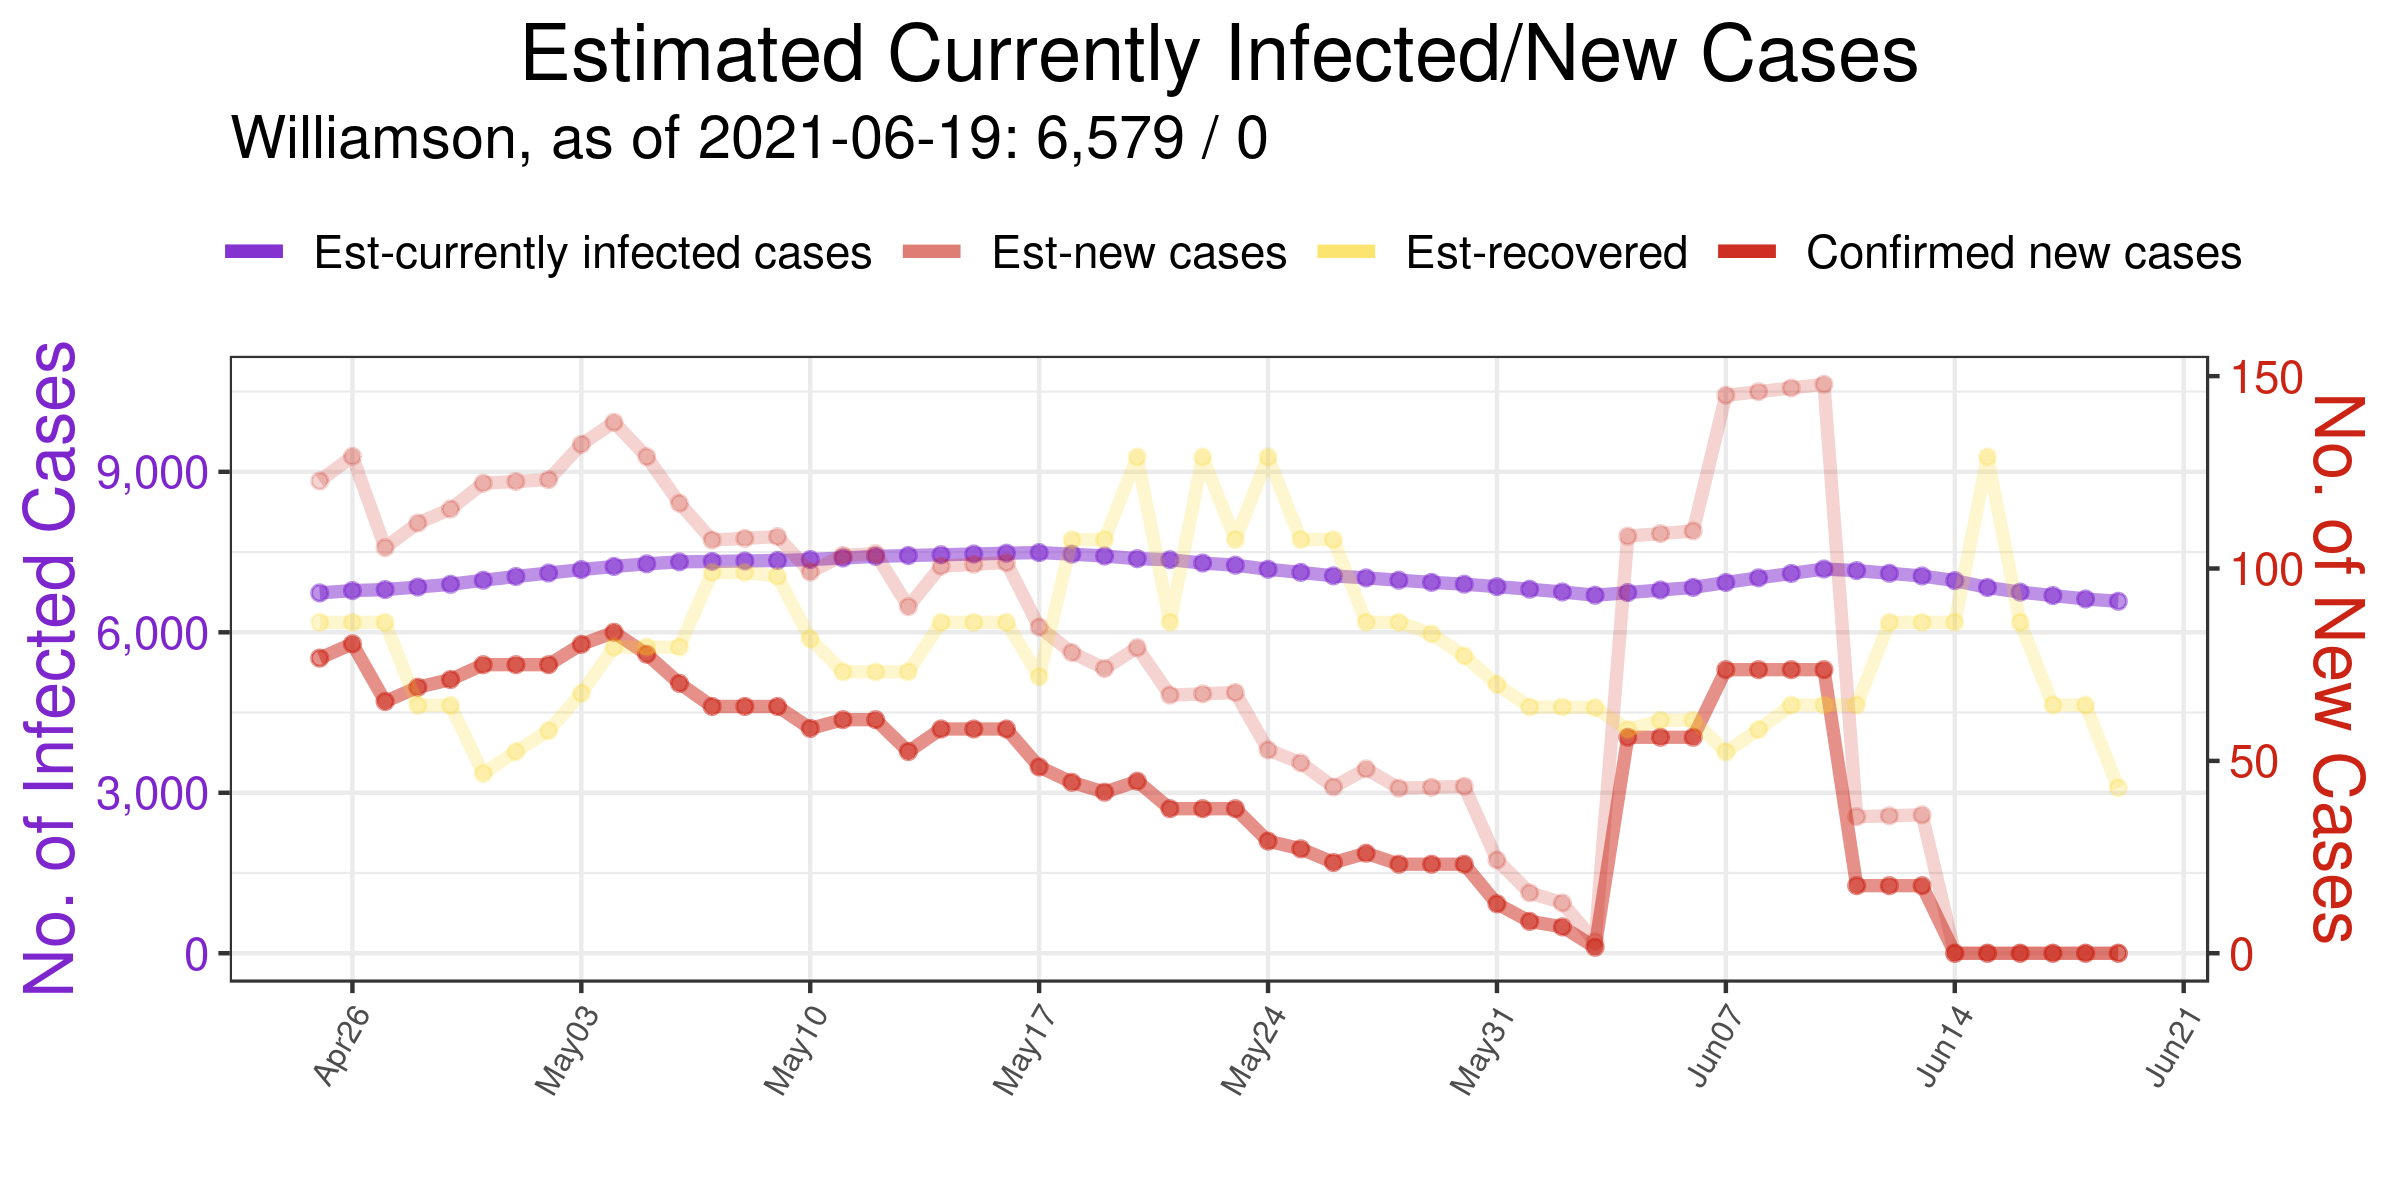 Estimated Currently Infected/New Cases
Williamson, as of 2021-06-19: 6,579 / 0
Est-currently infected cases Est-new cases Est-recovered Confirmed new cases
No. of Infected Cases
9,000
6,000
3,000
0
150
100
50
0
No. of New Cases
Apr26 May03 May10 May17 May24 May31 Jun07 Jun14 Jun21